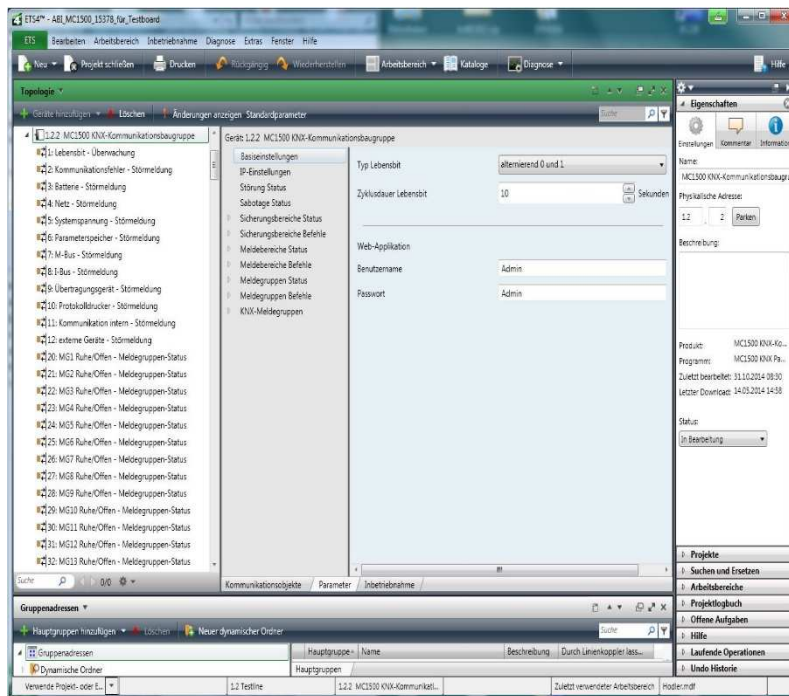 ETS4™ - ABI_MC1500_15378_für_Testboard
ETS Bearbeiten Arbeitsbereich Inbetriebnahme Diagnose Extras Fenster Hilfe
Neu Projekt schließen Drucken Rückgängig Wiederherstellen Arbeitsbereich Kataloge Diagnose Hilfe
Topologie
Geräte hinzufügen Löschen Änderungen anzeigen Standardparameter Suche
1.2.2 MC1500 KNX-Kommunikationsbaugruppe
1: Lebensbit - Überwachung
2: Kommunikationsfehler - Störmeldung
3: Batterie - Störmeldung
4: Netz - Störmeldung
5: Systemspannung - Störmeldung
6: Parameterspeicher - Störmeldung
7: M-Bus - Störmeldung
8: I-Bus - Störmeldung
9: Übertragungsgerät - Störmeldung
10: Protokolldrucker - Störmeldung
11: Kommunikation intern - Störmeldung
12: externe Geräte - Störmeldung
20: MG1 Ruhe/Offen - Meldegruppen-Status
21: MG2 Ruhe/Offen - Meldegruppen-Status
22: MG3 Ruhe/Offen - Meldegruppen-Status
23: MG4 Ruhe/Offen - Meldegruppen-Status
24: MG5 Ruhe/Offen - Meldegruppen-Status
25: MG6 Ruhe/Offen - Meldegruppen-Status
26: MG7 Ruhe/Offen - Meldegruppen-Status
27: MG8 Ruhe/Offen - Meldegruppen-Status
28: MG9 Ruhe/Offen - Meldegruppen-Status
29: MG10 Ruhe/Offen - Meldegruppen-Status
30: MG11 Ruhe/Offen - Meldegruppen-Status
31: MG12 Ruhe/Offen - Meldegruppen-Status
32: MG13 Ruhe/Offen - Meldegruppen-Status
Suche 0/0
Gerät: 1.2.2 MC1500 KNX-Kommunikationsbaugruppe
Basiseinstellungen
IP-Einstellungen
Störung Status
Sabotage Status
Sicherungsbereiche Status
Sicherungsbereiche Befehle
Meldebereiche Status
Meldebereiche Befehle
Meldegruppen Status
Meldegruppen Befehle
KNX-Meldegruppen
Typ Lebensbit alternierend 0 und 1
Zyklusdauer Lebensbit 10 Sekunden
Web-Applikation
Benutzername Admin
Passwort Admin
Kommunikationsobjekte Parameter Inbetriebnahme
Eigenschaften
Einstellungen Kommentar Information
Name:
MC1500 KNX-Kommunikationsbaugru
Physikalische Adresse:
1.2 . 2 Parken
Beschreibung:
Produkt: MC1500 KNX-Ko...
Programm: MC1500 KNX Pa...
Zuletzt bearbeitet: 31.10.2014 08:30
Letzter Download: 14.05.2014 14:58
Status:
In Bearbeitung
Projekte
Suchen und Ersetzen
Arbeitsbereiche
Projektlogbuch
Offene Aufgaben
Hilfe
Laufende Operationen
Undo Historie
Gruppenadressen
Hauptgruppen hinzufügen Löschen Neuer dynamischer Ordner Suche
Gruppenadressen
Dynamische Ordner
Hauptgruppe Name Beschreibung Durch Linienkoppler lass...
Hauptgruppen
Verwende Projekt- oder E... 1.2 Testline 1.2.2 MC1500 KNX-Kommunikati... Zuletzt verwendeter Arbeitsbereich Hodler.mdf